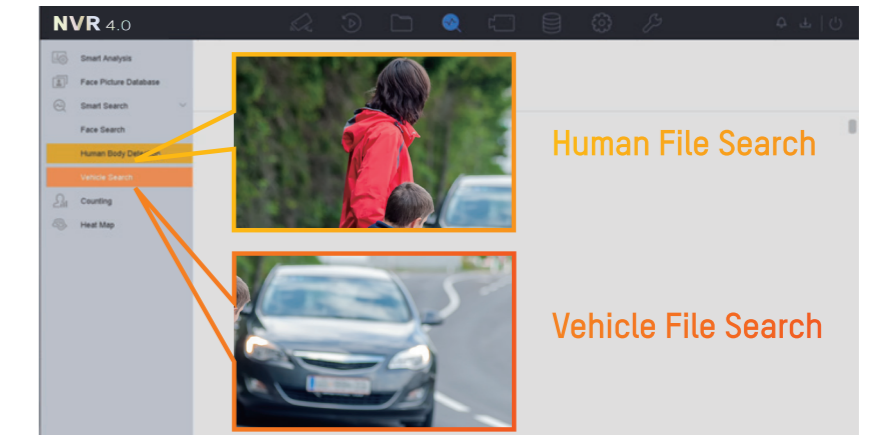 NVR 4.0
Smart Analysis
Face Picture Database
Smart Search
Face Search
Human Body Detection
Vehicle Search
Counting
Heat Map
Human File Search
Vehicle File Search